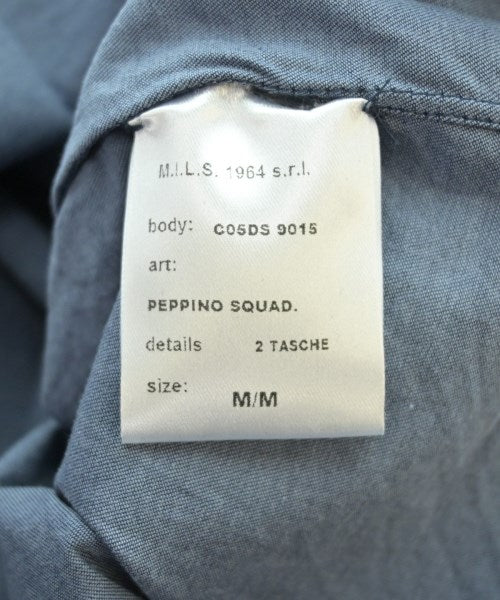 M.I.L.S. 1964 s.r.l.
body: C05DS 9015
art:
PEPPINO SQUAD.
details 2 TASCHE
size: M/M